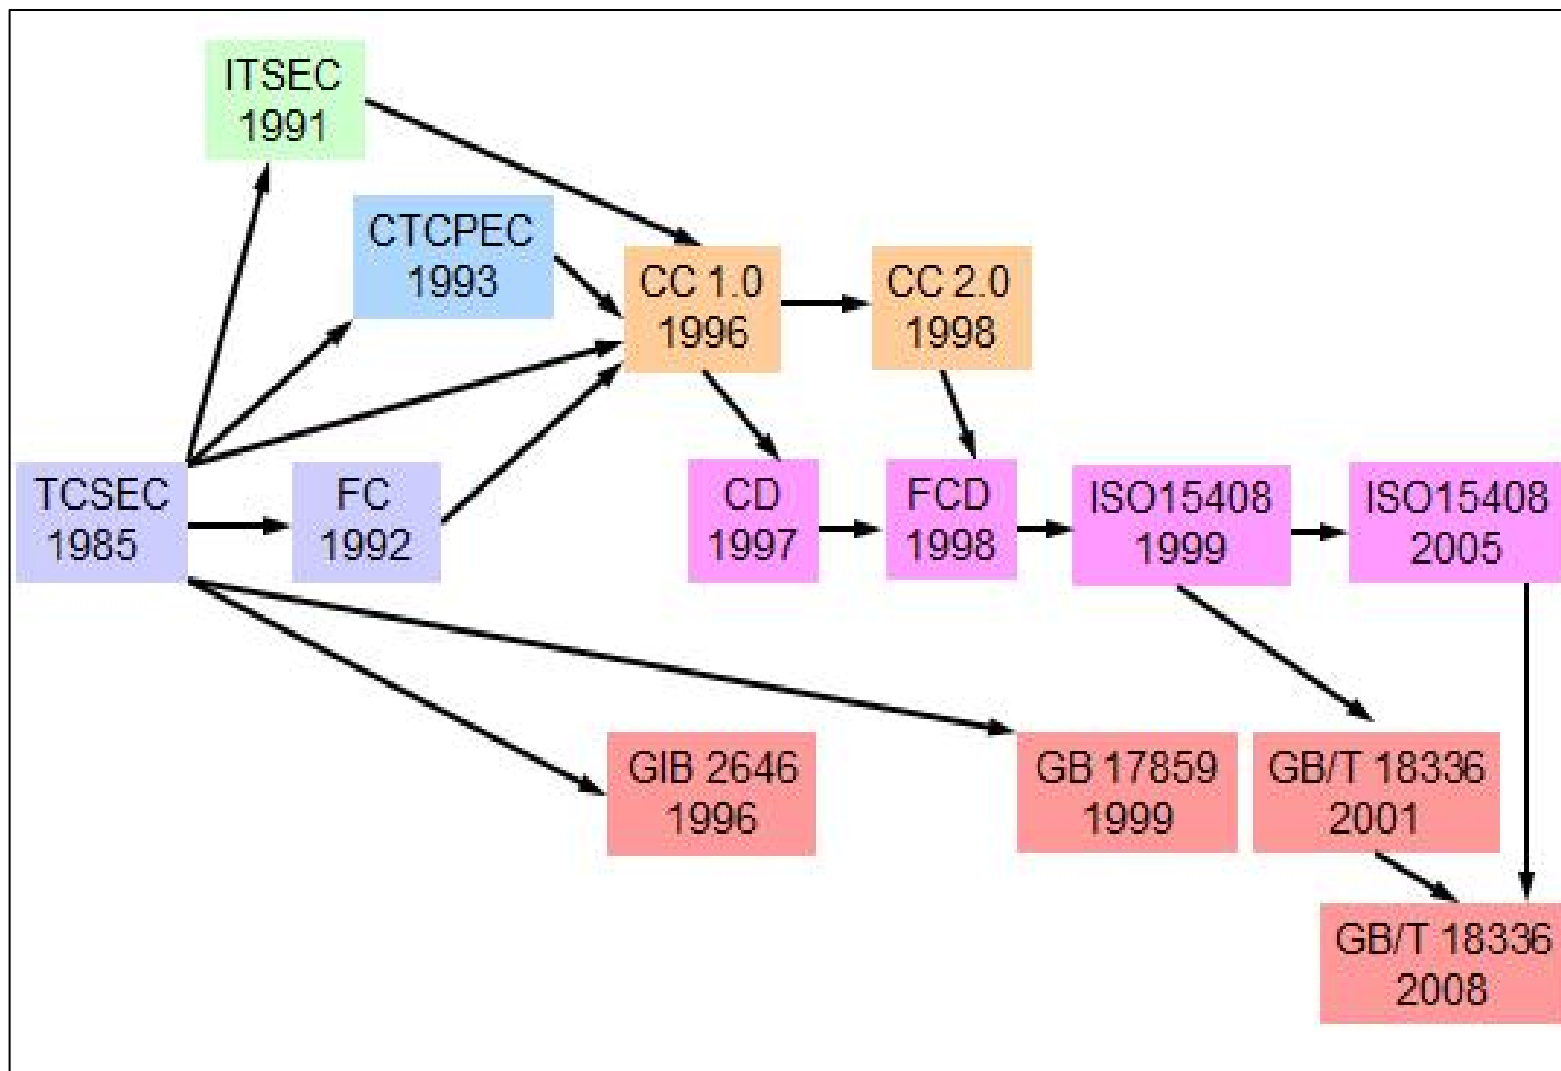 ITSEC
1991
CTCPEC
1993
CC 1.0
1996
CC 2.0
1998
TCSEC
1985
FC
1992
CD
1997
FCD
1998
ISO15408
1999
ISO15408
2005
GIB 2646
1996
GB 17859
1999
GB/T 18336
2001
GB/T 18336
2008